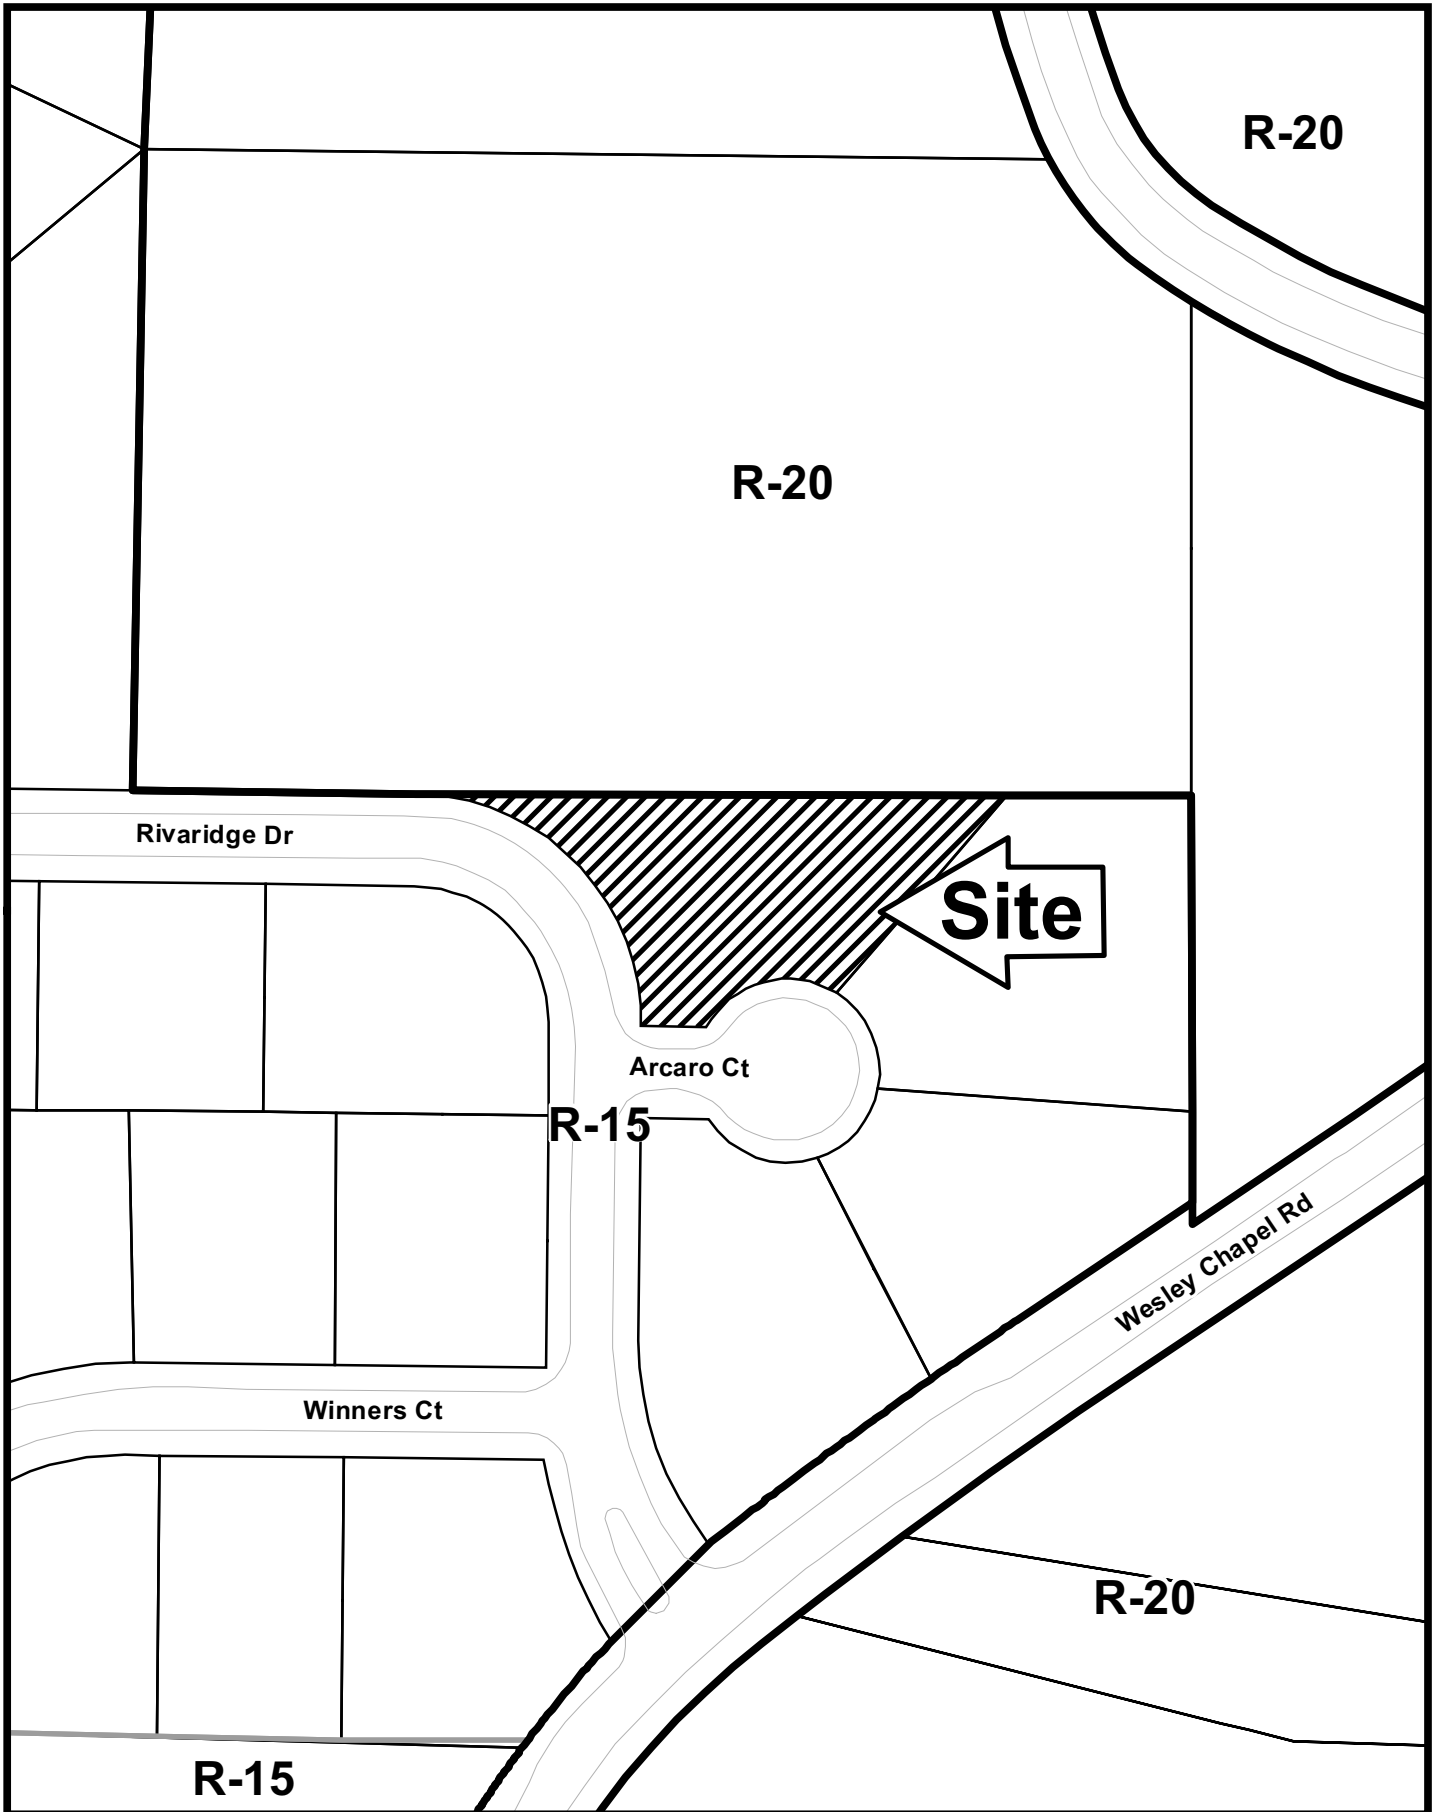 R-20
R-20
Rivaridge Dr
Site
Arcaro Ct
R-15
Wesley Chapel Rd
Winners Ct
R-20
R-15